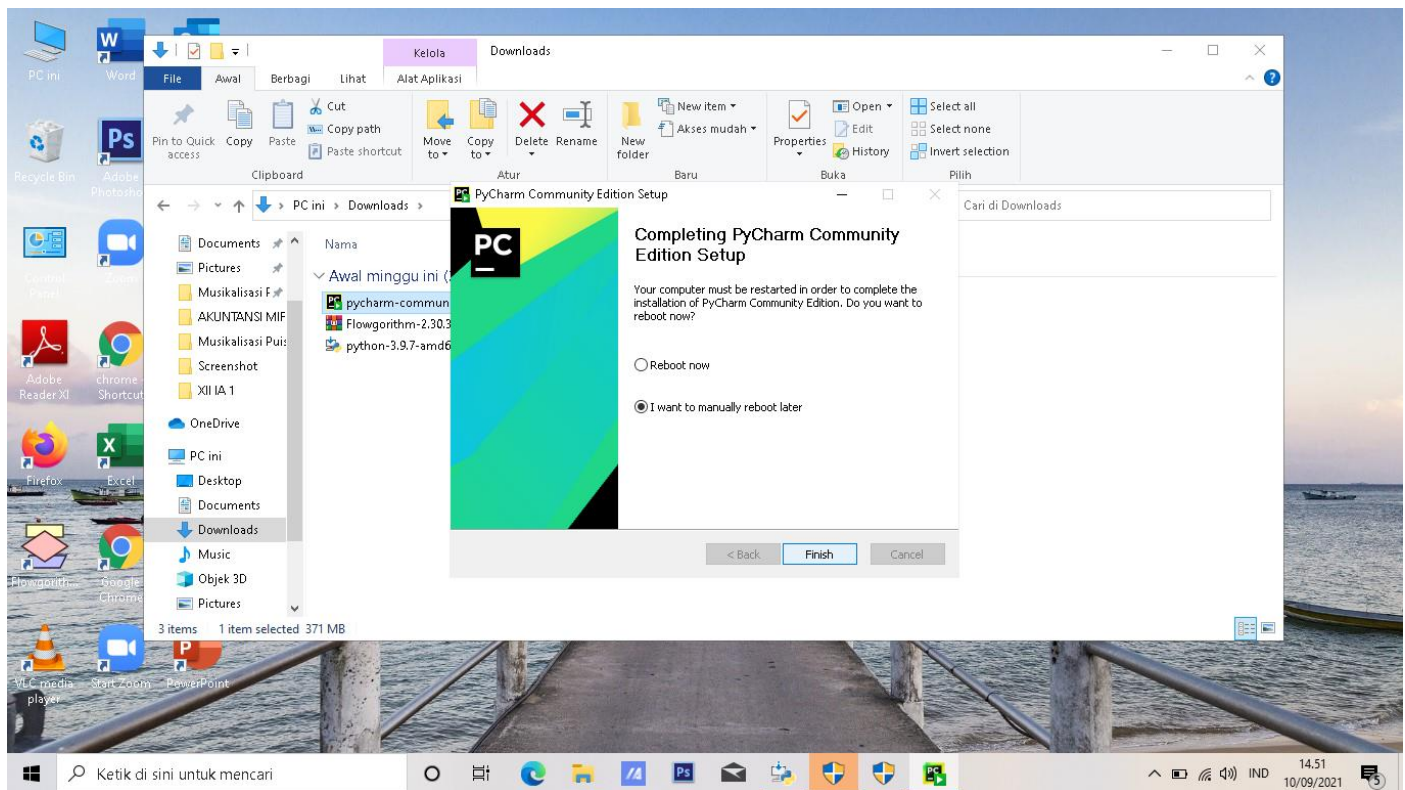 PC ini
Word
Recycle Bin
Adobe
Photosho
Control
Panel
Zoom
Adobe
Reader XI
chrome -
Shortcut
Firefox
Excel
Flowgorith...
Google
Chrome
VLC media
player
Start Zoom
PowerPoint
Kelola
Downloads
File
Awal
Berbagi
Lihat
Alat Aplikasi
Pin to Quick
access
Copy
Paste
Cut
Copy path
Paste shortcut
Clipboard
Move
to
Copy
to
Delete
Rename
Atur
New
folder
New item
Akses mudah
Baru
Properties
Open
Edit
History
Buka
Select all
Select none
Invert selection
Pilih
PC ini > Downloads >
Cari di Downloads
Documents
Pictures
Musikalisasi P
AKUNTANSI MIF
Musikalisasi Puis
Screenshot
XII IA 1
OneDrive
PC ini
Desktop
Documents
Downloads
Music
Objek 3D
Pictures
Nama
Awal minggu ini (
pycharm-commun
Flowgorithm-2.30.3
python-3.9.7-amd6
3 items
1 item selected 371 MB
PyCharm Community Edition Setup
PC
Completing PyCharm Community
Edition Setup
Your computer must be restarted in order to complete the
installation of PyCharm Community Edition. Do you want to
reboot now?
Reboot now
I want to manually reboot later
< Back
Finish
Cancel
Ketik di sini untuk mencari
Ps
IND
14.51
10/09/2021
5